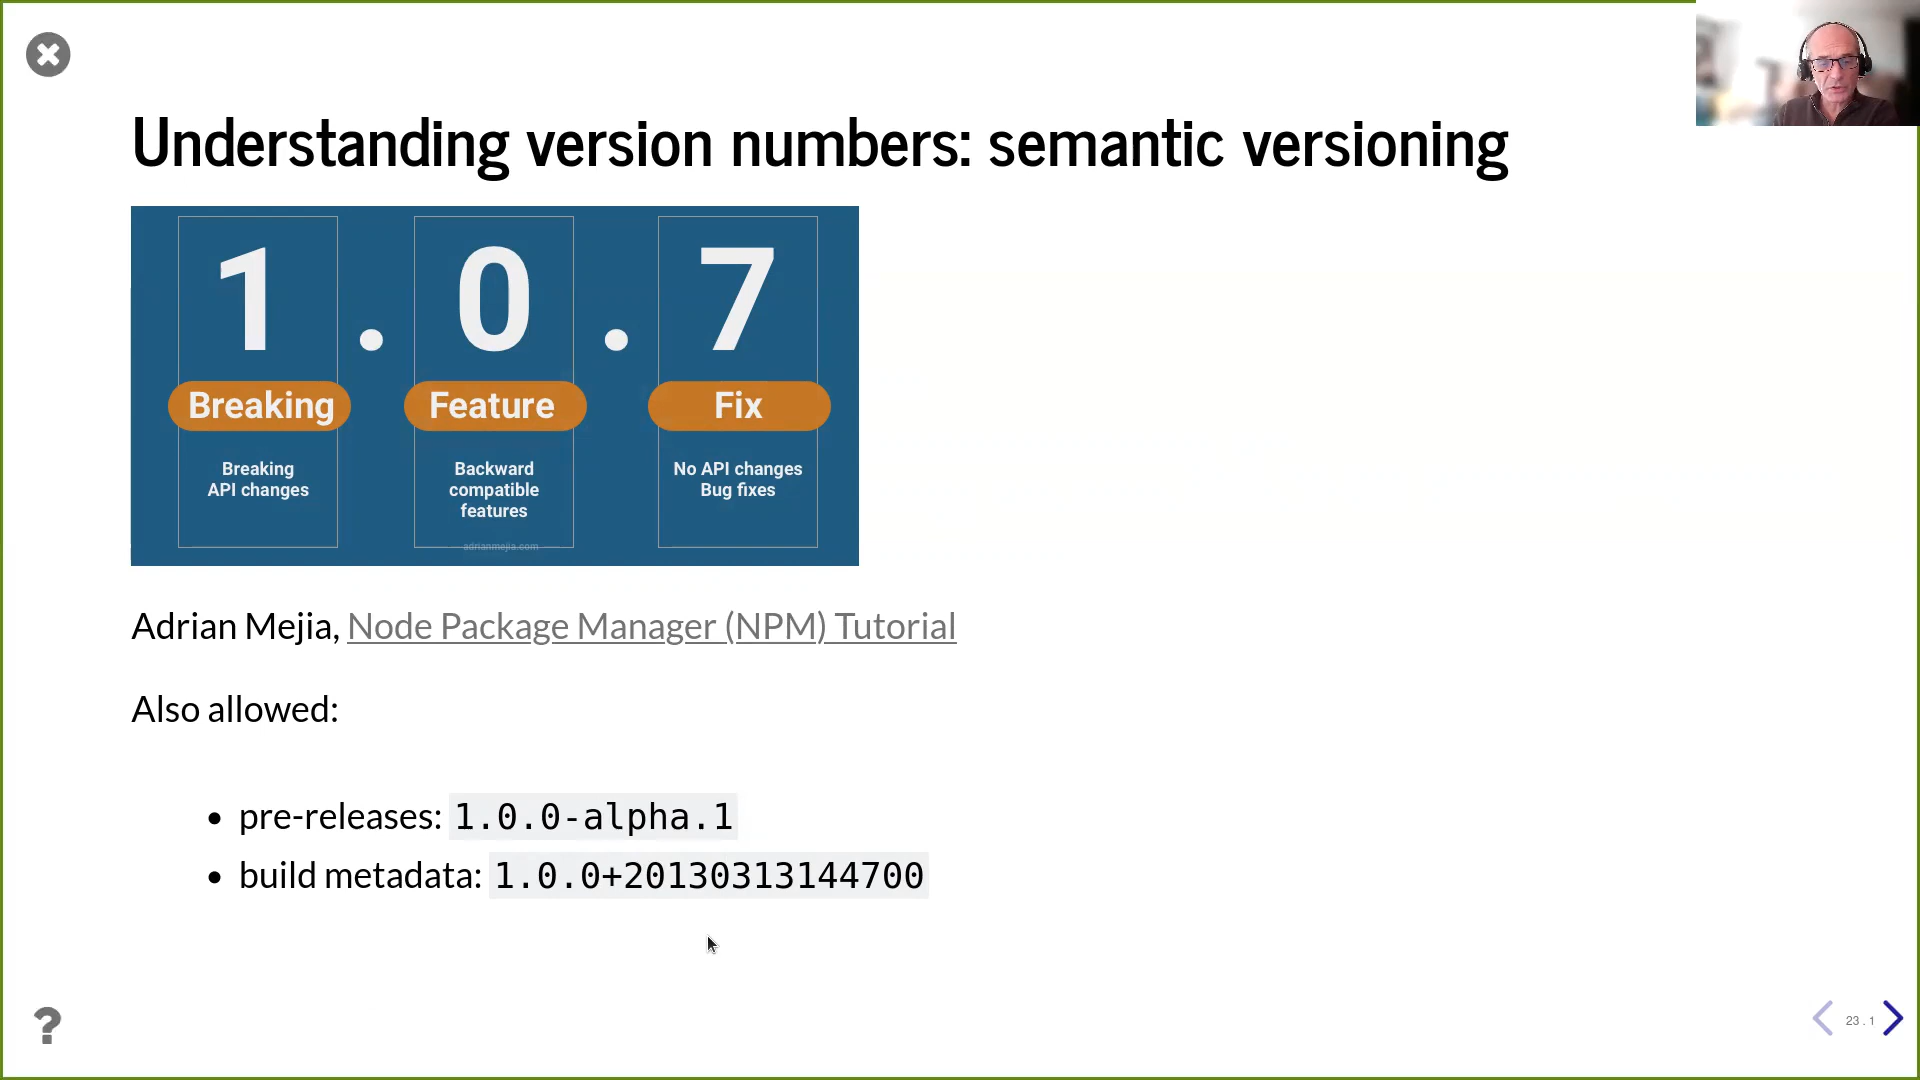 Understanding version numbers: semantic versioning
1 . 0 . 7
Breaking Feature Fix
Breaking
API changes
Backward
compatible
features
No API changes
Bug fixes
adrianmejia.com
Adrian Mejia, Node Package Manager (NPM) Tutorial
Also allowed:
• pre-releases: 1.0.0-alpha.1
• build metadata: 1.0.0+20130313144700
?
23 . 1